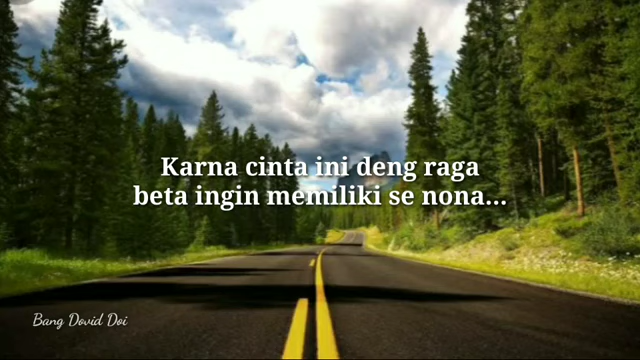 Karna cinta ini deng raga
beta ingin memiliki se nona...
Bang Dovid Doi